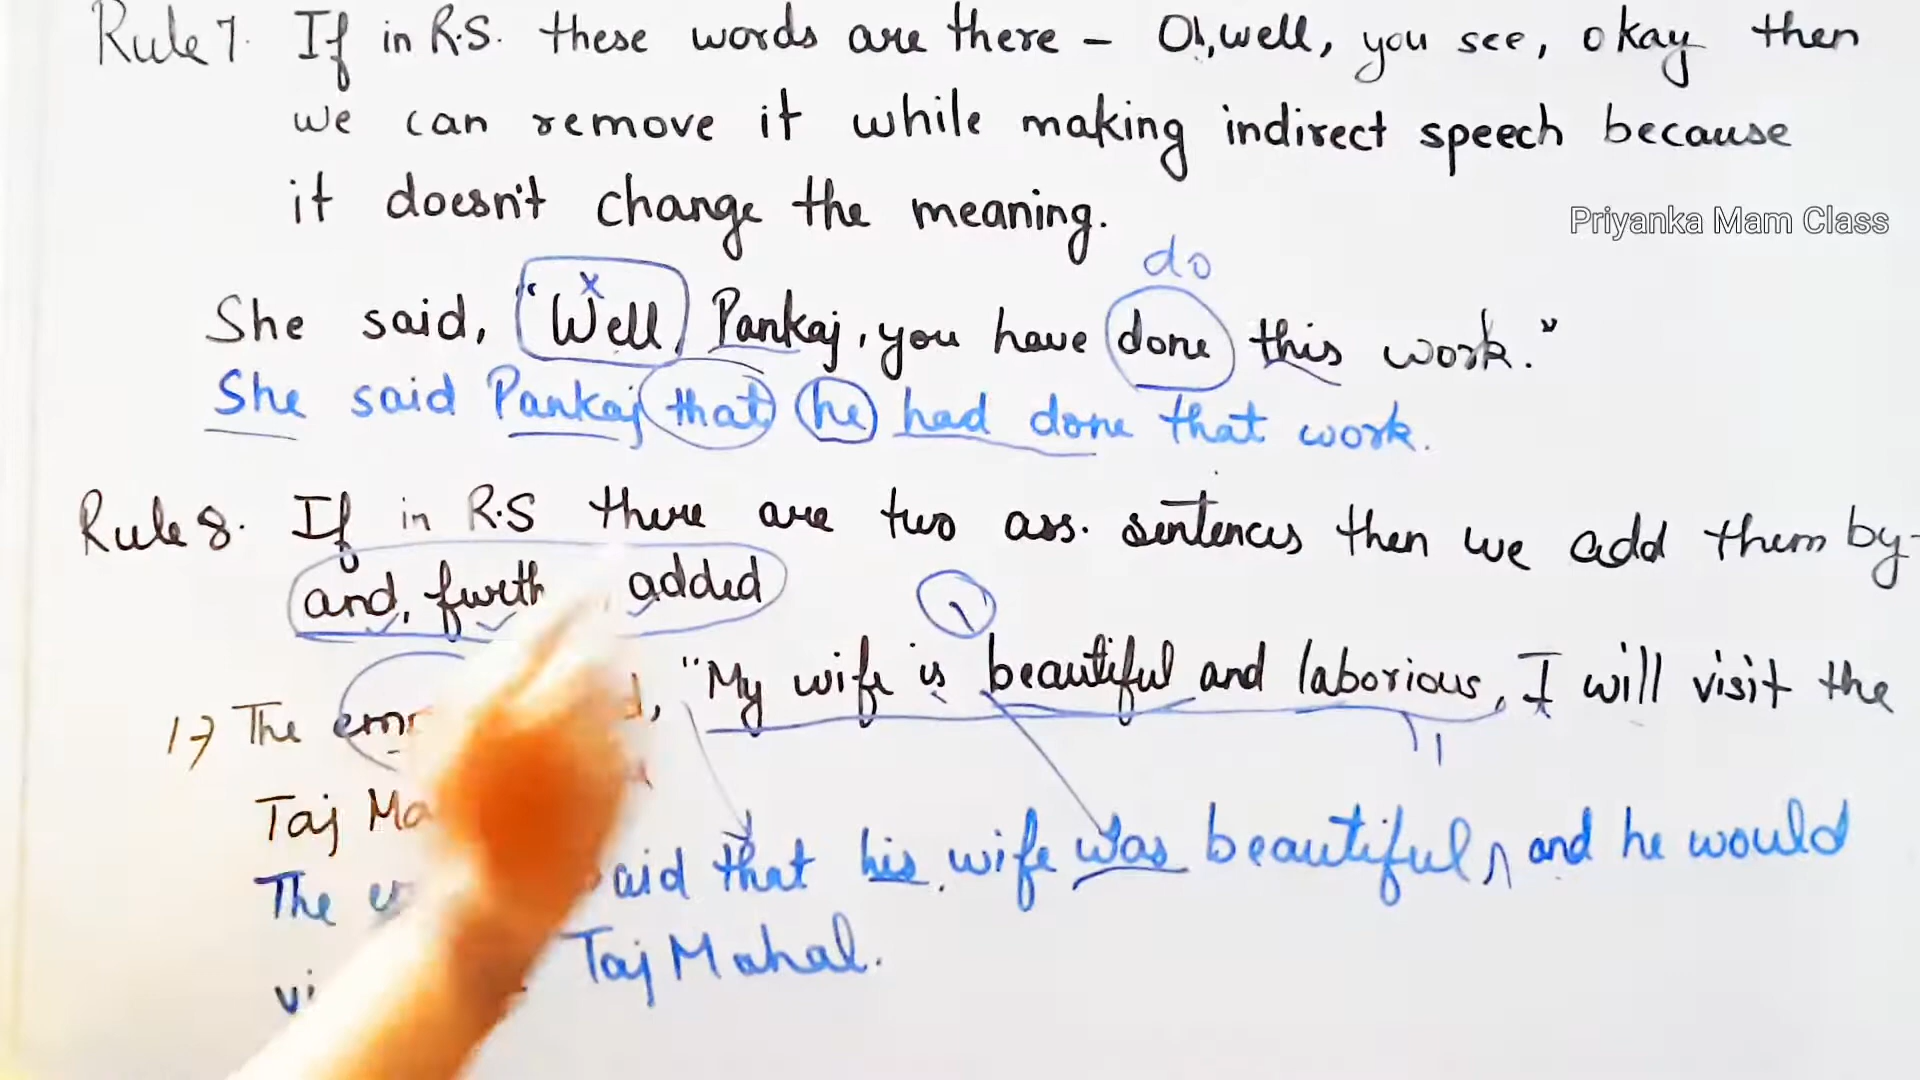 Rule 7. If in R.S. these words are there - Oh, well, you see, okay then
we can remove it while making indirect speech because
it doesn't change the meaning.
Priyanka Mam Class
do
x
She said, "Well, Pankaj, you have done this work."
She said Pankaj that he had done that work.
Rule 8. If in R.S there are two ass. sentences then we add them by-
and, added
1
1→ The "My wife is beautiful and laborious, I will visit the
1
Taj
The that his wife was beautiful, and he would
Taj Mahal.